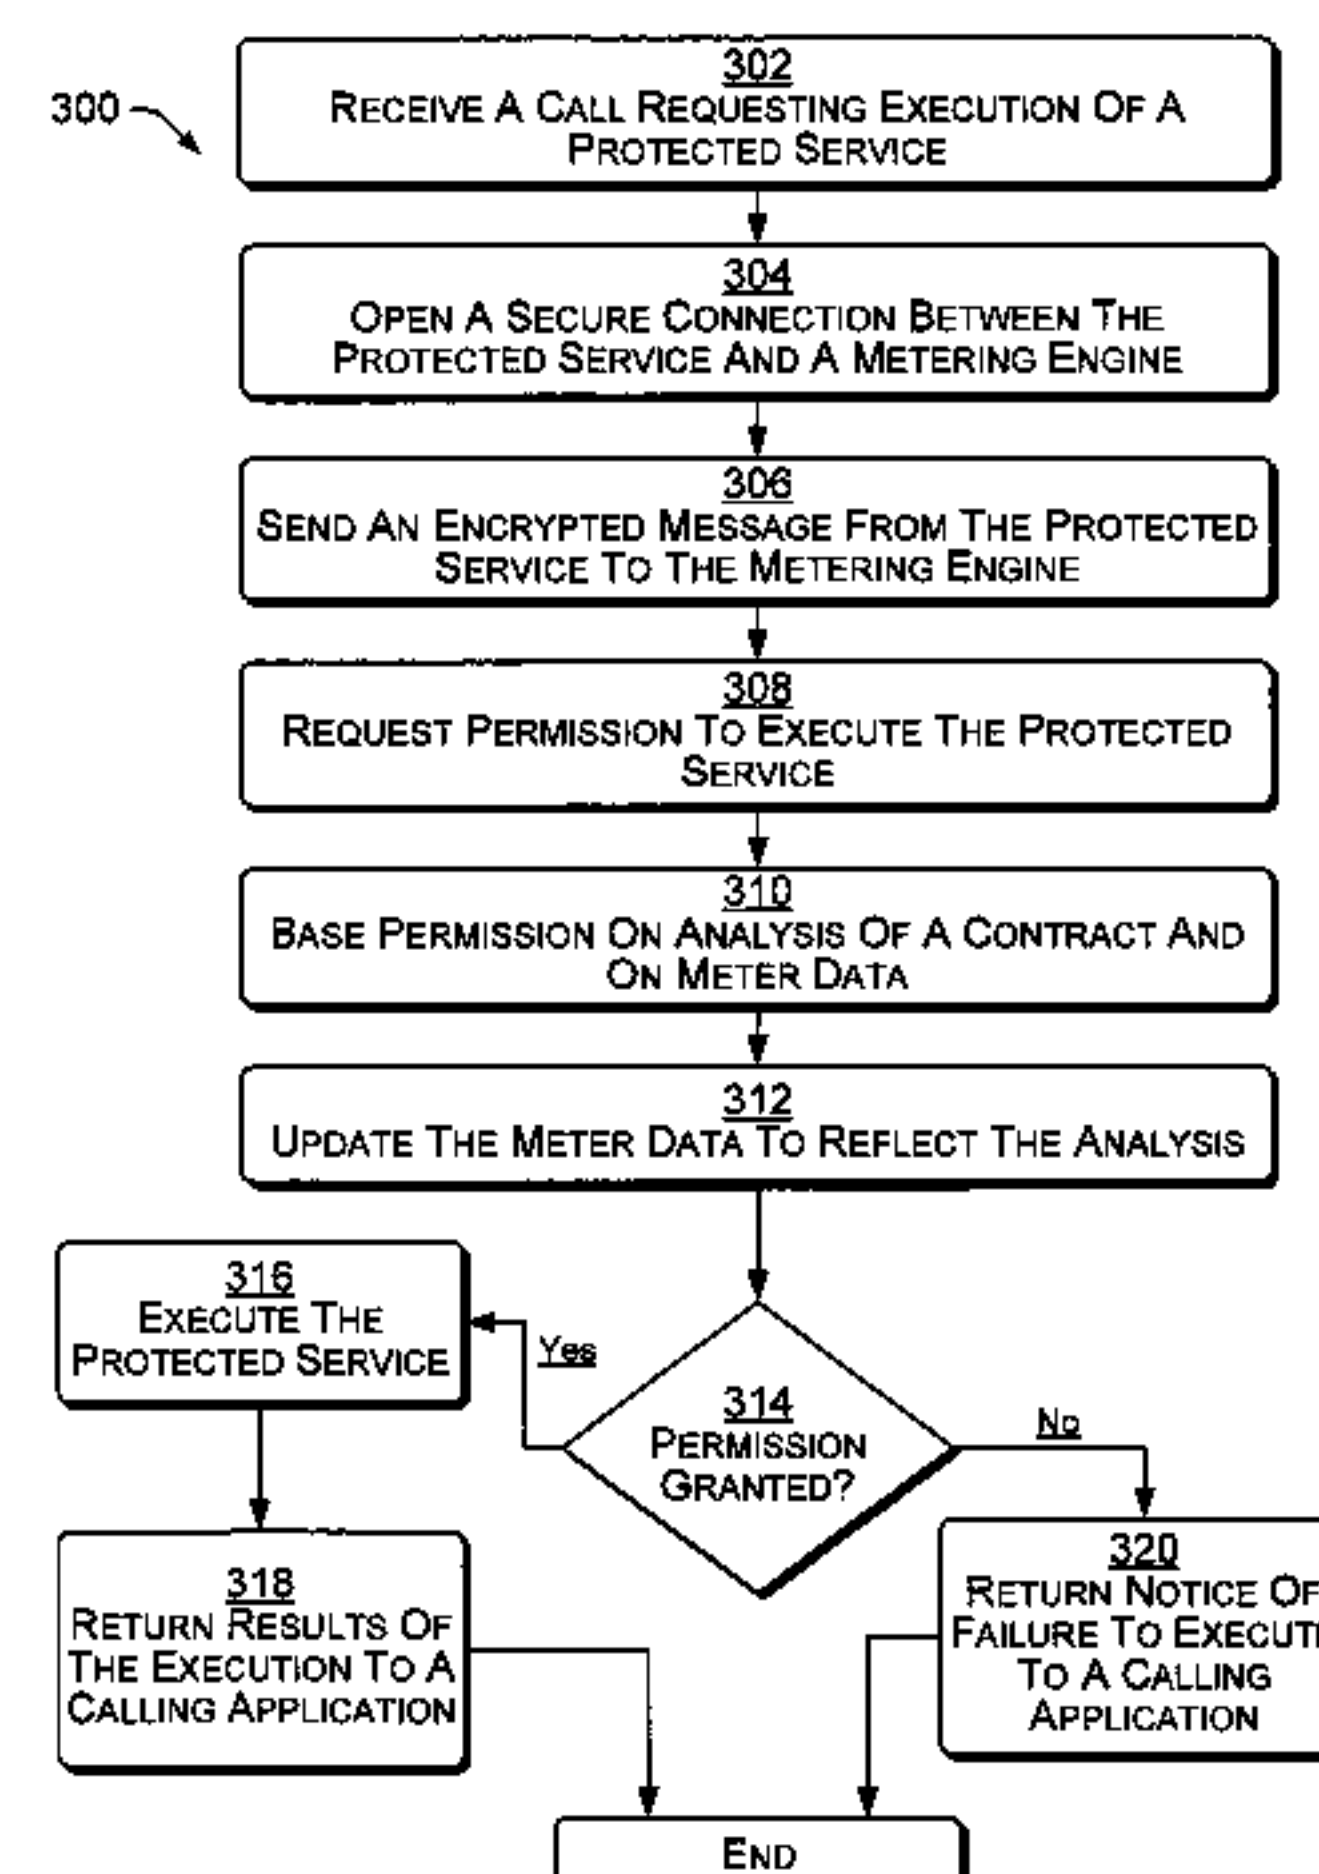 300
302
RECEIVE A CALL REQUESTING EXECUTION OF A
PROTECTED SERVICE
304
OPEN A SECURE CONNECTION BETWEEN THE
PROTECTED SERVICE AND A METERING ENGINE
306
SEND AN ENCRYPTED MESSAGE FROM THE PROTECTED
SERVICE TO THE METERING ENGINE
308
REQUEST PERMISSION TO EXECUTE THE PROTECTED
SERVICE
310
BASE PERMISSION ON ANALYSIS OF A CONTRACT AND
ON METER DATA
312
UPDATE THE METER DATA TO REFLECT THE ANALYSIS
314
PERMISSION
GRANTED?
Yes
316
EXECUTE THE
PROTECTED SERVICE
318
RETURN RESULTS OF
THE EXECUTION TO A
CALLING APPLICATION
No
320
RETURN NOTICE OF
FAILURE TO EXECUTE
TO A CALLING
APPLICATION
END